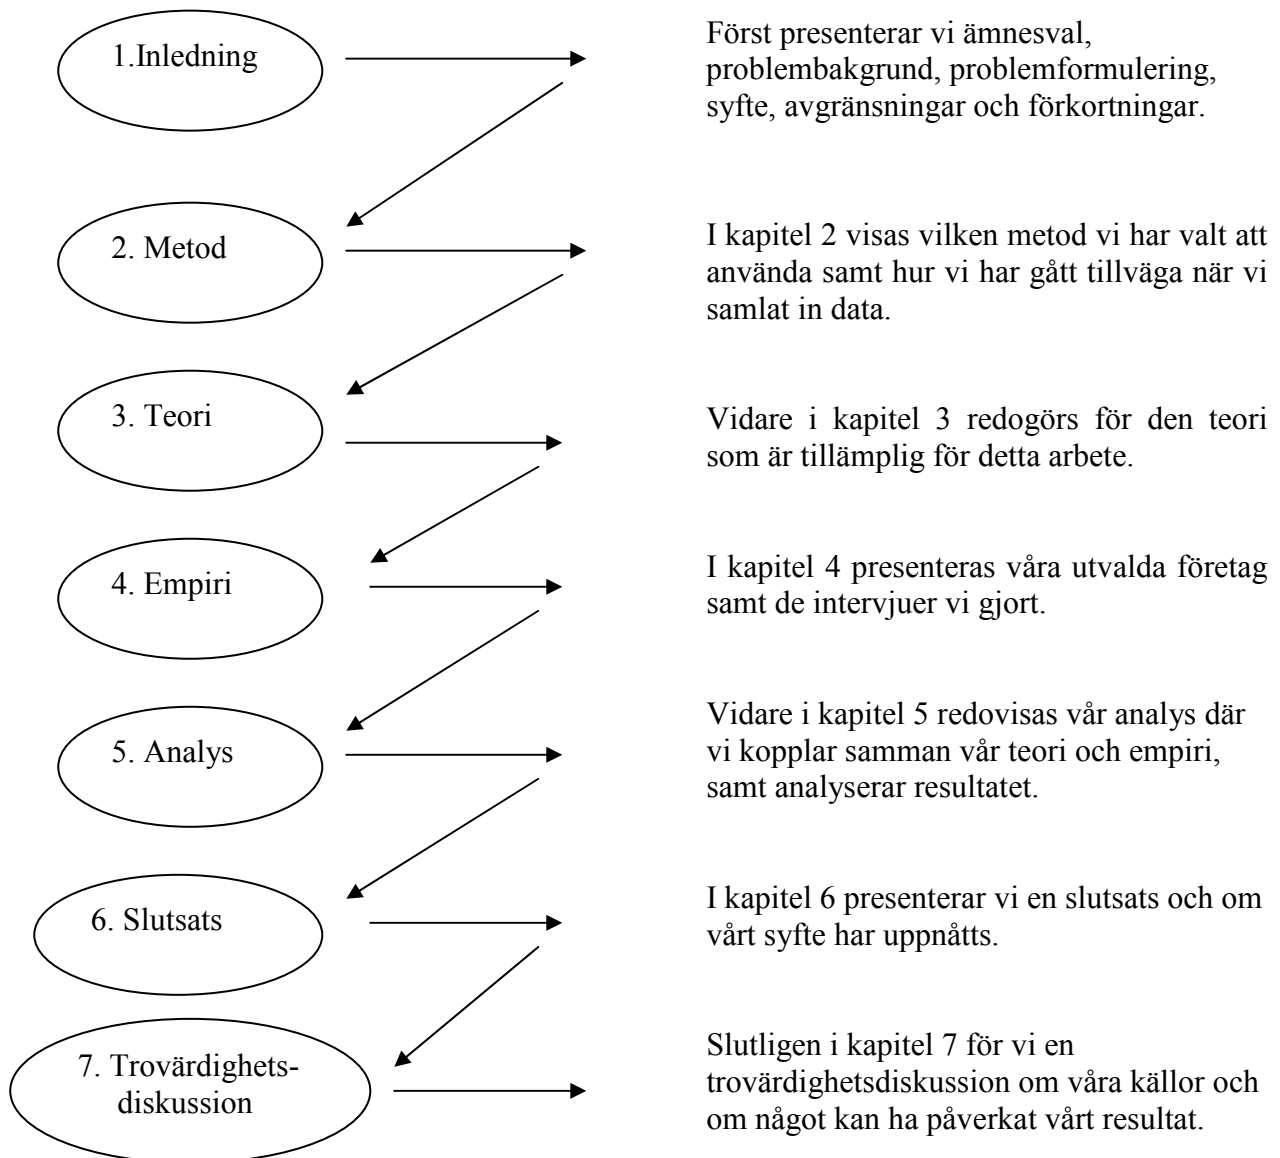 1.Inledning
Först presenterar vi ämnesval,
problembakgrund, problemformulering,
syfte, avgränsningar och förkortningar.
2. Metod
I kapitel 2 visas vilken metod vi har valt att
använda samt hur vi har gått tillväga när vi
samlat in data.
3. Teori
Vidare i kapitel 3 redogörs för den teori
som är tillämplig för detta arbete.
4. Empiri
I kapitel 4 presenteras våra utvalda företag
samt de intervjuer vi gjort.
5. Analys
Vidare i kapitel 5 redovisas vår analys där
vi kopplar samman vår teori och empiri,
samt analyserar resultatet.
6. Slutsats
I kapitel 6 presenterar vi en slutsats och om
vårt syfte har uppnåtts.
7. Trovärdighets-
diskussion
Slutligen i kapitel 7 för vi en
trovärdighetsdiskussion om våra källor och
om något kan ha påverkat vårt resultat.